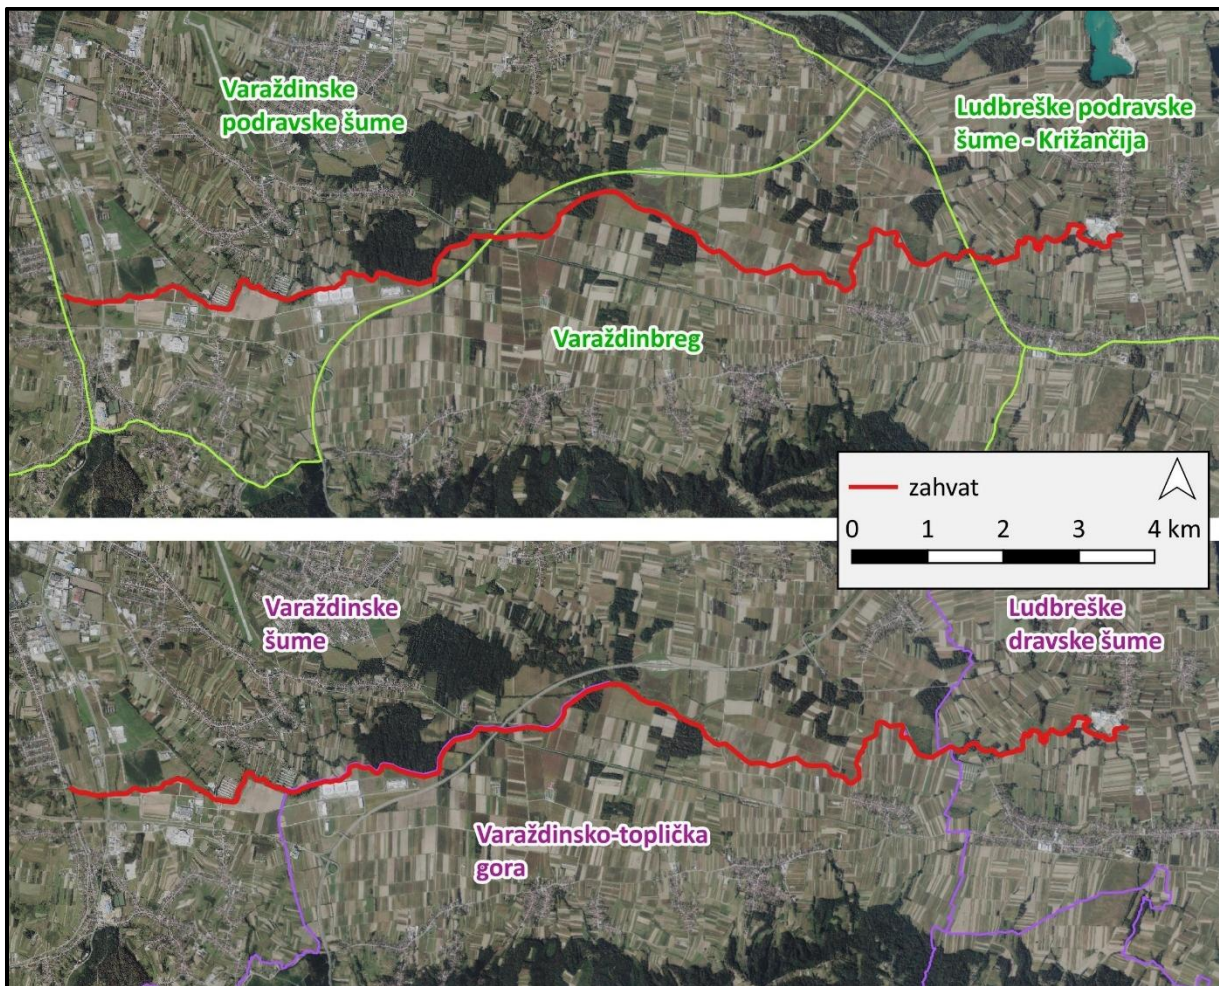 Varaždinske
podravske šume
Ludbreške podravske
šume - Križančija
Varaždinbreg
zahvat
0 1 2 3 4 km
Varaždinske
šume
Ludbreške
dravske šume
Varaždinsko-toplička
gora